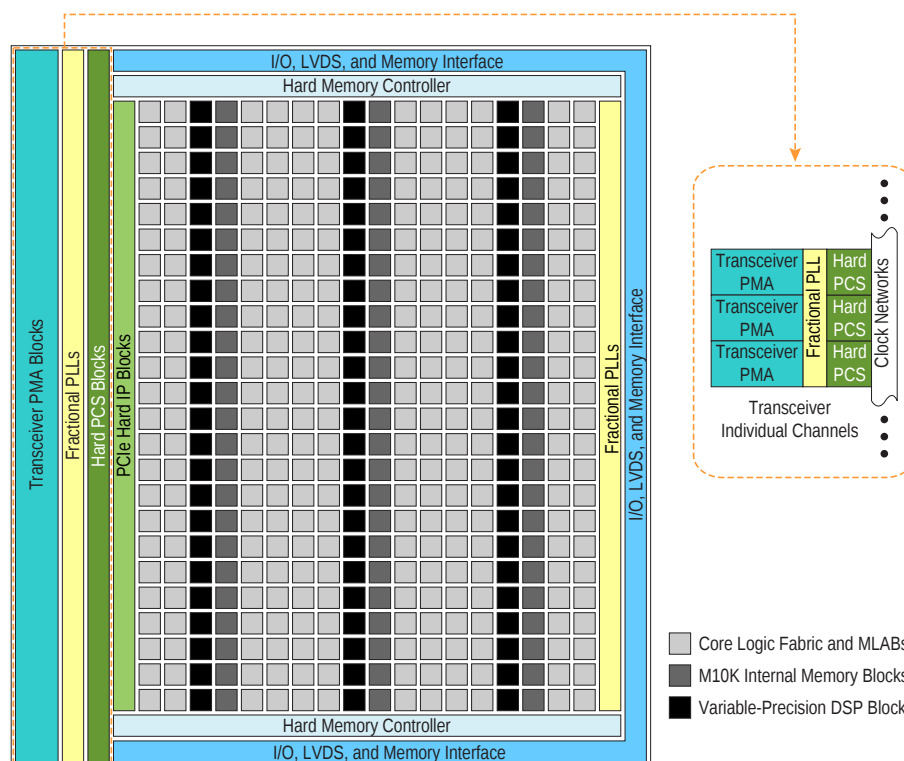 I/O, LVDS, and Memory Interface
Hard Memory Controller
Transceiver PMA Blocks
Fractional PLLs
Hard PCS Blocks
PCIe Hard IP Blocks
Fractional PLLs
I/O, LVDS, and Memory Interface
Hard Memory Controller
I/O, LVDS, and Memory Interface
Transceiver
PMA
Transceiver
PMA
Transceiver
PMA
Fractional PLL
Hard
PCS
Hard
PCS
Hard
PCS
Clock Networks
Transceiver
Individual Channels
Core Logic Fabric and MLABs
M10K Internal Memory Blocks
Variable-Precision DSP Block